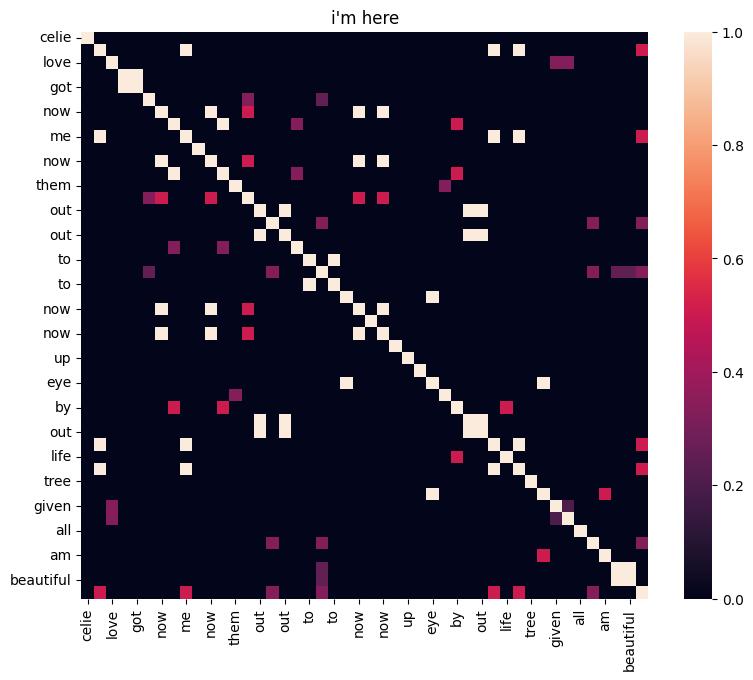 i'm here
celie
love
got
now
me
now
them
out
out
to
to
now
now
up
eye
by
out
life
tree
given
all
am
beautiful
1.0
0.8
0.6
0.4
0.2
0.0
celie
love
got
now
me
now
them
out
out
to
to
now
now
up
eye
by
out
life
tree
given
all
am
beautiful